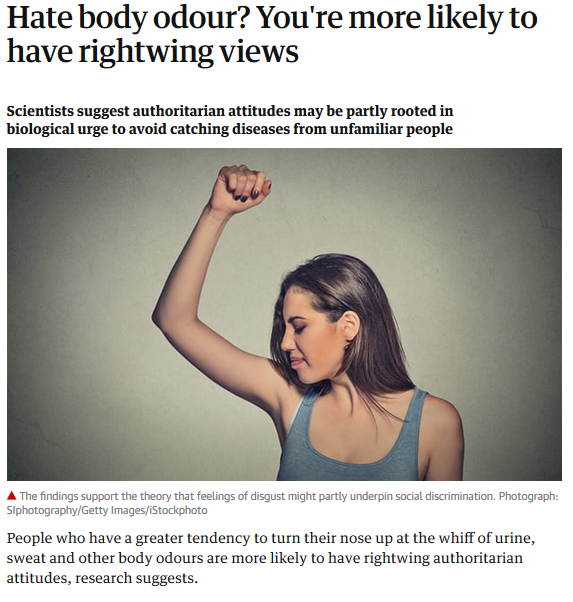 Hate body odour? You're more likely to
have rightwing views
Scientists suggest authoritarian attitudes may be partly rooted in
biological urge to avoid catching diseases from unfamiliar people
▲ The findings support the theory that feelings of disgust might partly underpin social discrimination. Photograph:
SIphotography/Getty Images/iStockphoto
People who have a greater tendency to turn their nose up at the whiff of urine,
sweat and other body odours are more likely to have rightwing authoritarian
attitudes, research suggests.